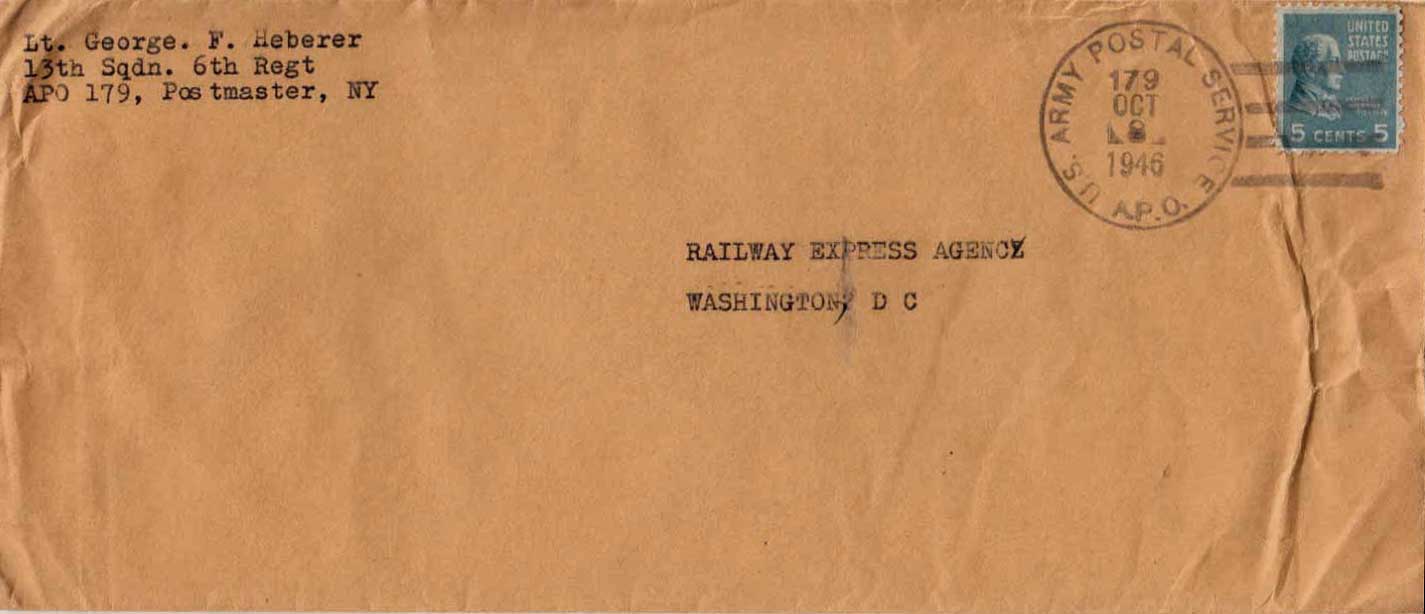 Lt. George. F. Heberer
13th Sqdn. 6th Regt
APO 179, Postmaster, NY
U.S. ARMY POSTAL SERVICE
179
OCT
8
1946
A.P.O.
UNITED
STATES
POSTAGE
5 CENTS 5
RAILWAY EXPRESS AGENCY
WASHINGTON, D C